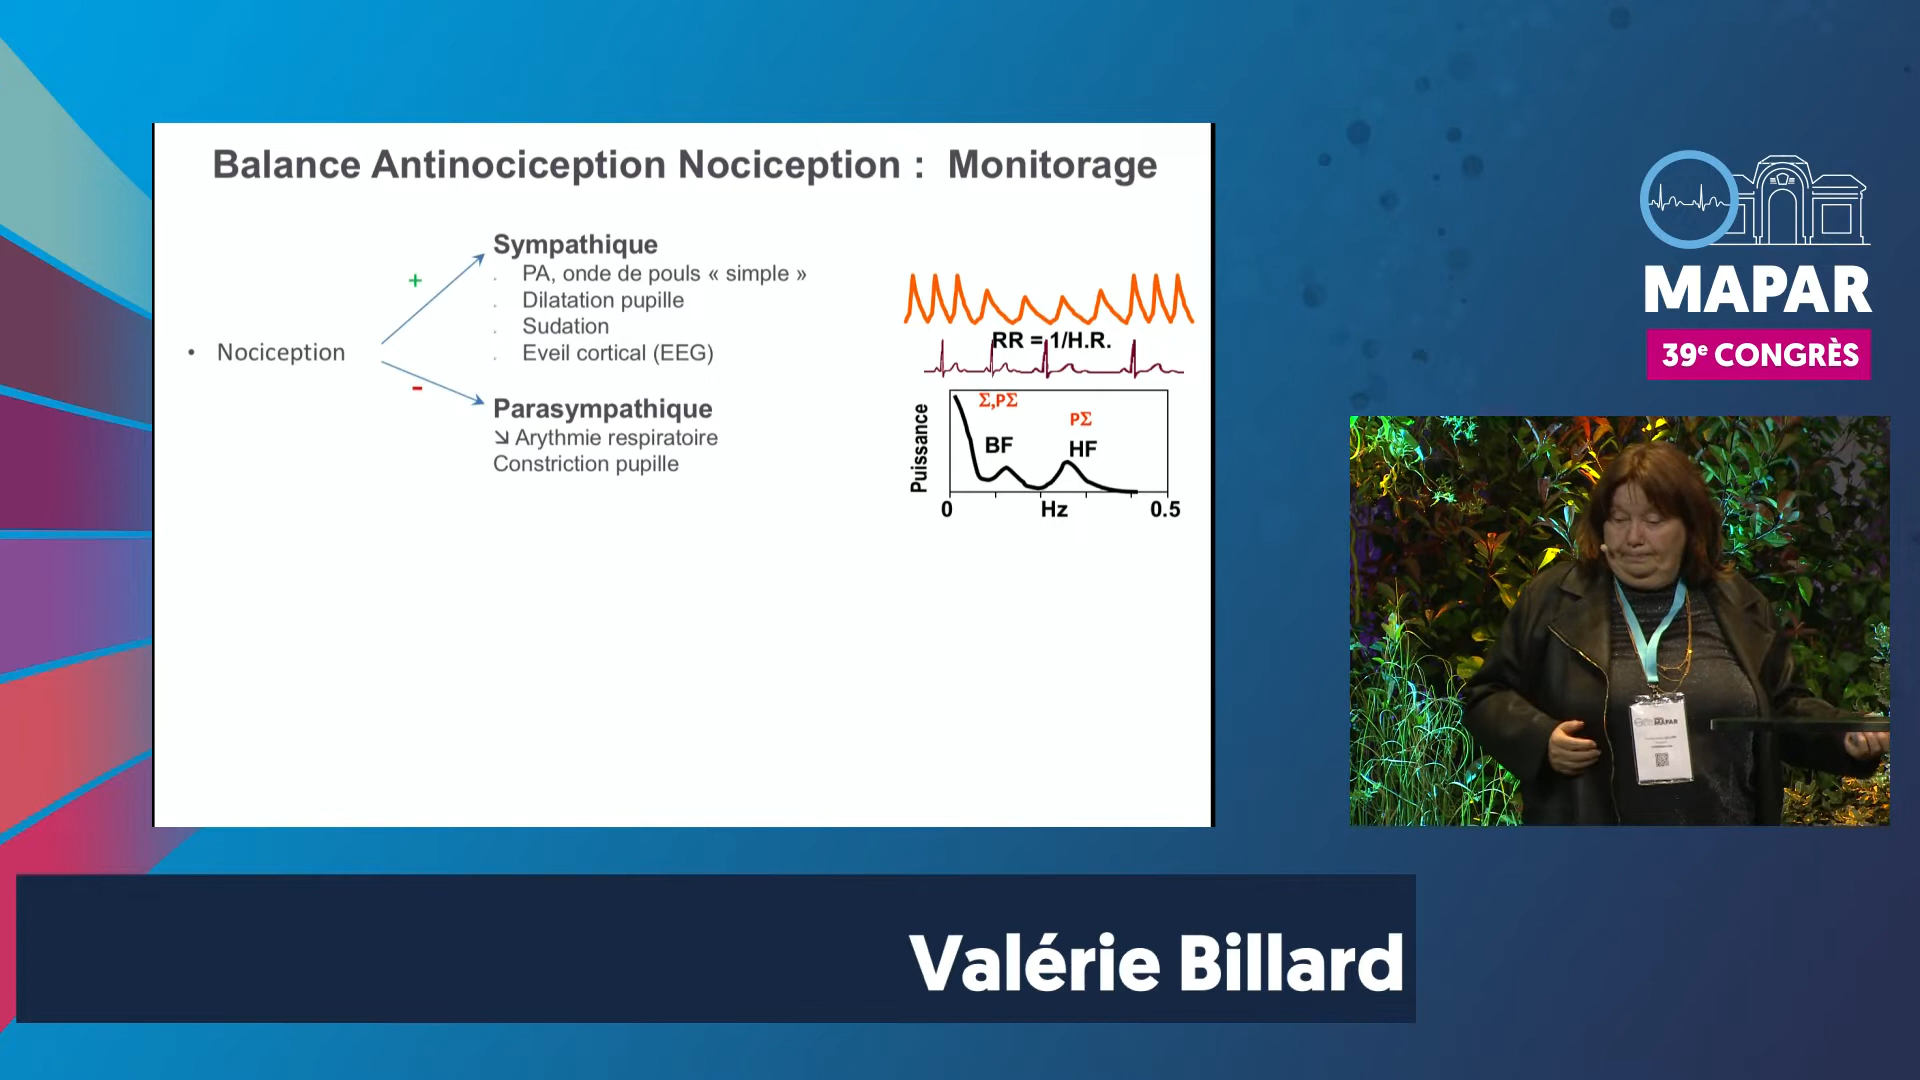 Balance Antinociception Nociception : Monitorage
Sympathique
+
PA, onde de pouls « simple »
Dilatation pupille
Sudation
Eveil cortical (EEG)
• Nociception
-
Parasympathique
↘ Arythmie respiratoire
Constriction pupille
RR = 1/H.R.
Puissance
Σ,PΣ
PΣ
BF
HF
0
Hz
0.5
MAPAR
39e CONGRÈS
MAPAR
Valérie Billard